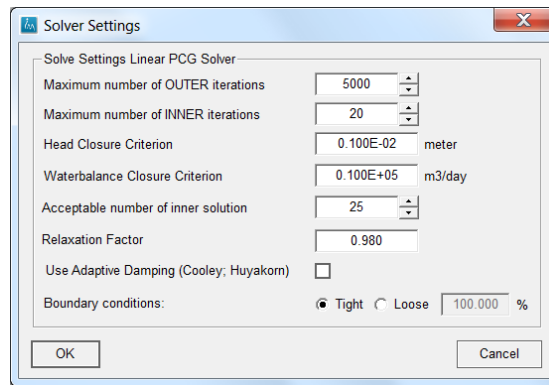 Solver Settings
Solve Settings Linear PCG Solver
Maximum number of OUTER iterations 5000
Maximum number of INNER iterations 20
Head Closure Criterion 0.100E-02 meter
Waterbalance Closure Criterion 0.100E+05 m3/day
Acceptable number of inner solution 25
Relaxation Factor 0.980
Use Adaptive Damping (Cooley; Huyakorn)
Boundary conditions: Tight Loose 100.000 %
OK Cancel